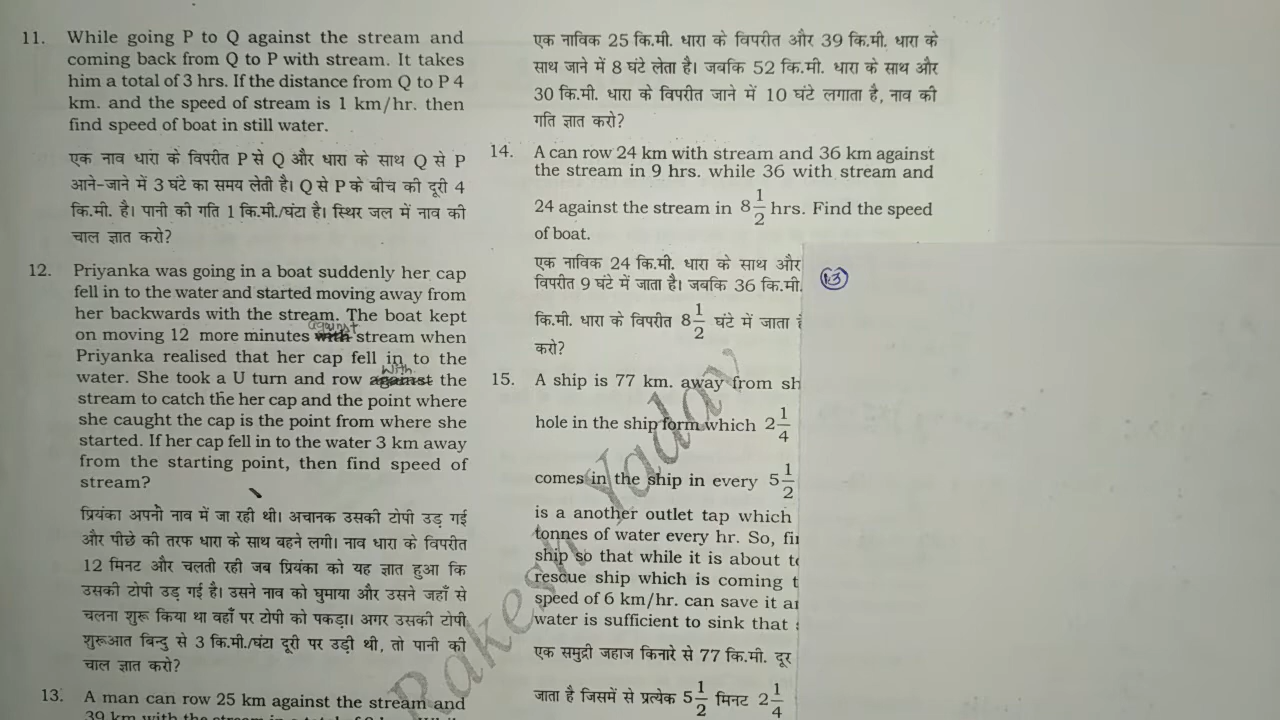 11. While going P to Q against the stream and
coming back from Q to P with stream. It takes
him a total of 3 hrs. If the distance from Q to P 4
km. and the speed of stream is 1 km/hr. then
find speed of boat in still water.
एक नाव धारा के विपरीत P से Q और धारा के साथ Q से P
आने-जाने में 3 घंटे का समय लेती है। Q से P के बीच की दूरी 4
कि.मी. है। पानी की गति 1 कि.मी./घंटा है। स्थिर जल में नाव की
चाल ज्ञात करो?
12. Priyanka was going in a boat suddenly her cap
fell in to the water and started moving away from
her backwards with the stream. The boat kept
on moving 12 more minutes with against stream when
Priyanka realised that her cap fell in to the
water. She took a U turn and row against with the
stream to catch the her cap and the point where
she caught the cap is the point from where she
started. If her cap fell in to the water 3 km away
from the starting point, then find speed of
stream?
प्रियंका अपनी नाव में जा रही थी। अचानक उसकी टोपी उड़ गई
और पीछे की तरफ धारा के साथ बहने लगी। नाव धारा के विपरीत
12 मिनट और चलती रही जब प्रियंका को यह ज्ञात हुआ कि
उसकी टोपी उड़ गई है। उसने नाव को घुमाया और उसने जहाँ से
चलना शुरू किया था वहाँ पर टोपी को पकड़ा। अगर उसकी टोपी
शुरूआत बिन्दु से 3 कि.मी./घंटा दूरी पर उड़ी थी, तो पानी की
चाल ज्ञात करो?
13. A man can row 25 km against the stream and
39 km with the stream in a total of
एक नाविक 25 कि.मी. धारा के विपरीत और 39 कि.मी. धारा के
साथ जाने में 8 घंटे लेता है। जबकि 52 कि.मी. धारा के साथ और
30 कि.मी. धारा के विपरीत जाने में 10 घंटे लगाता है, नाव की
गति ज्ञात करो?
14. A can row 24 km with stream and 36 km against
the stream in 9 hrs. while 36 with stream and
24 against the stream in 8 1/2 hrs. Find the speed
of boat.
एक नाविक 24 कि.मी. धारा के साथ और
विपरीत 9 घंटे में जाता है। जबकि 36 कि.मी.
कि.मी. धारा के विपरीत 8 1/2 घंटे में जाता
करो?
15. A ship is 77 km. away from sh
hole in the ship form which 2 1/4
comes in the ship in every 5 1/2
is a another outlet tap which
tonnes of water every hr. So, fi
ship so that while it is about t
rescue ship which is coming t
speed of 6 km/hr. can save it a
water is sufficient to sink that
एक समुद्री जहाज किनारे से 77 कि.मी. दूर
जाता है जिसमें से प्रत्येक 5 1/2 मिनट 2 1/4
13
Rakesh Yadav